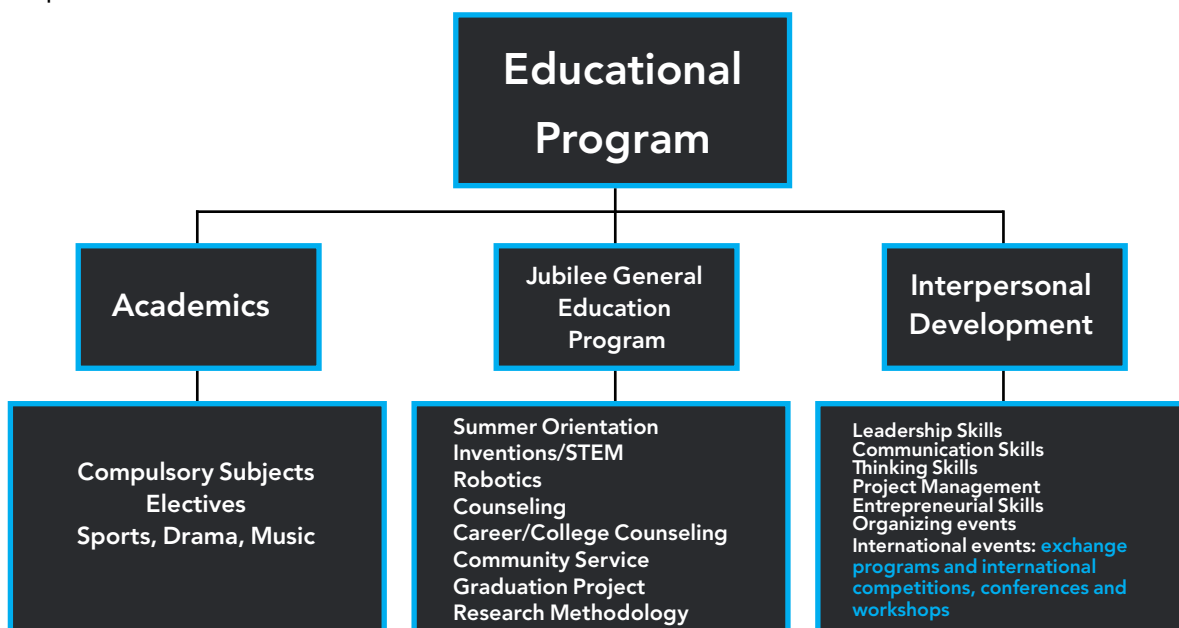 Educational
Program
Academics
Jubilee General
Education
Program
Interpersonal
Development
Compulsory Subjects
Electives
Sports, Drama, Music
Summer Orientation
Inventions/STEM
Robotics
Counseling
Career/College Counseling
Community Service
Graduation Project
Research Methodology
Leadership Skills
Communication Skills
Thinking Skills
Project Management
Entrepreneurial Skills
Organizing events
International events: exchange
programs and international
competitions, conferences and
workshops